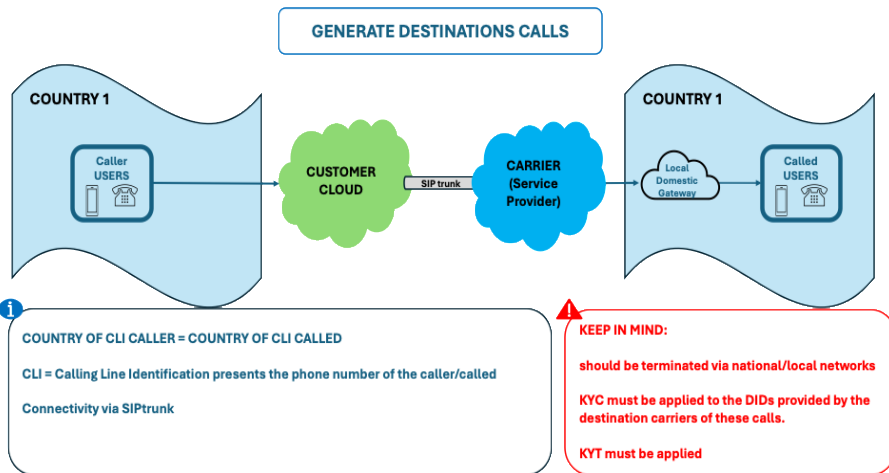 GENERATE DESTINATIONS CALLS
COUNTRY 1
Caller
USERS
CUSTOMER
CLOUD
SIP trunk
CARRIER
(Service
Provider)
COUNTRY 1
Local
Domestic
Gateway
Called
USERS
i
COUNTRY OF CLI CALLER = COUNTRY OF CLI CALLED
CLI = Calling Line Identification presents the phone number of the caller/called
Connectivity via SIPtrunk
!
KEEP IN MIND:
should be terminated via national/local networks
KYC must be applied to the DIDs provided by the
destination carriers of these calls.
KYT must be applied